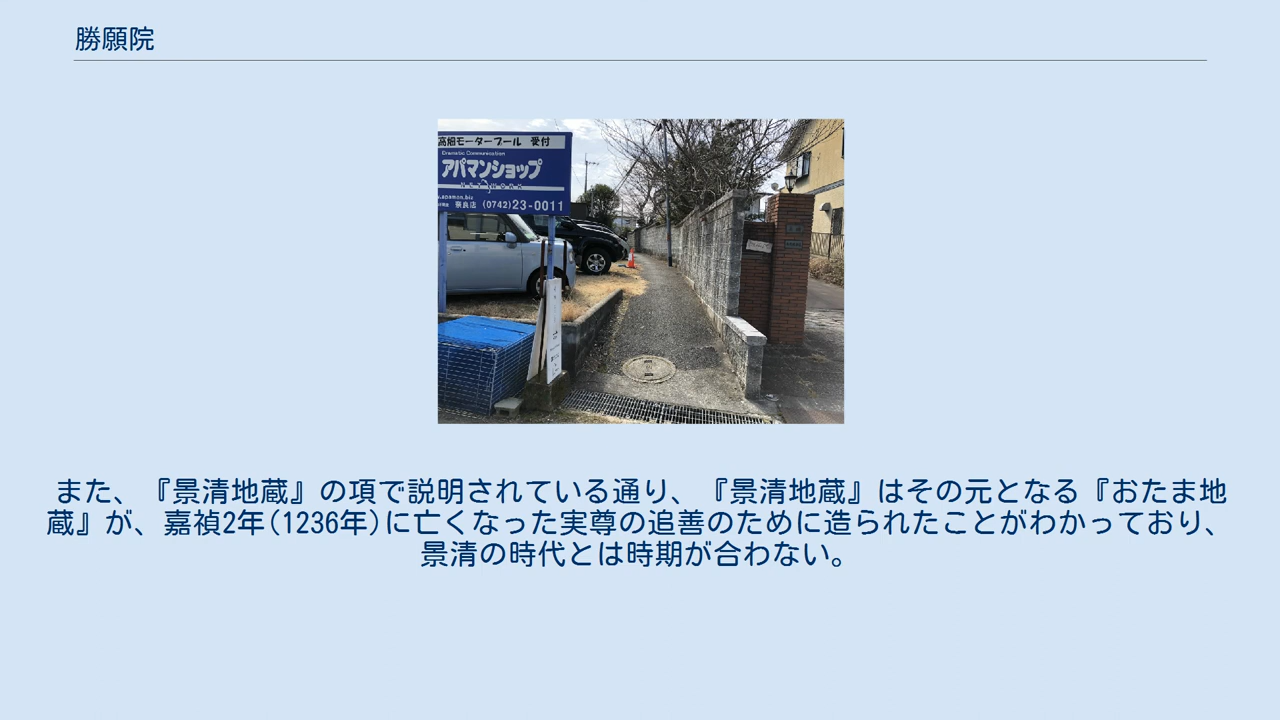 勝願院
高畑モータープール 受付
Dramatic Communication
アパマンショップ
NETWORK
.apaman.biz
奈良店 (0742)23-0011
また、『景清地蔵』の項で説明されている通り、『景清地蔵』はその元となる『おたま地
蔵』が、嘉禎2年(1236年)に亡くなった実尊の追善のために造られたことがわかっており、
景清の時代とは時期が合わない。